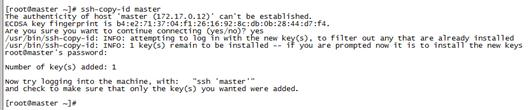 [root@master ~]# ssh-copy-id master
The authenticity of host 'master (172.17.0.12)' can't be established.
ECDSA key fingerprint is b4:e2:71:37:04:f1:26:16:92:8c:db:0b:28:44:d7:f4.
Are you sure you want to continue connecting (yes/no)? yes
/usr/bin/ssh-copy-id: INFO: attempting to log in with the new key(s), to filter out any that are already installed
/usr/bin/ssh-copy-id: INFO: 1 key(s) remain to be installed -- if you are prompted now it is to install the new keys
root@master's password:
Number of key(s) added: 1
Now try logging into the machine, with:   "ssh 'master'"
and check to make sure that only the key(s) you wanted were added.
[root@master ~]#